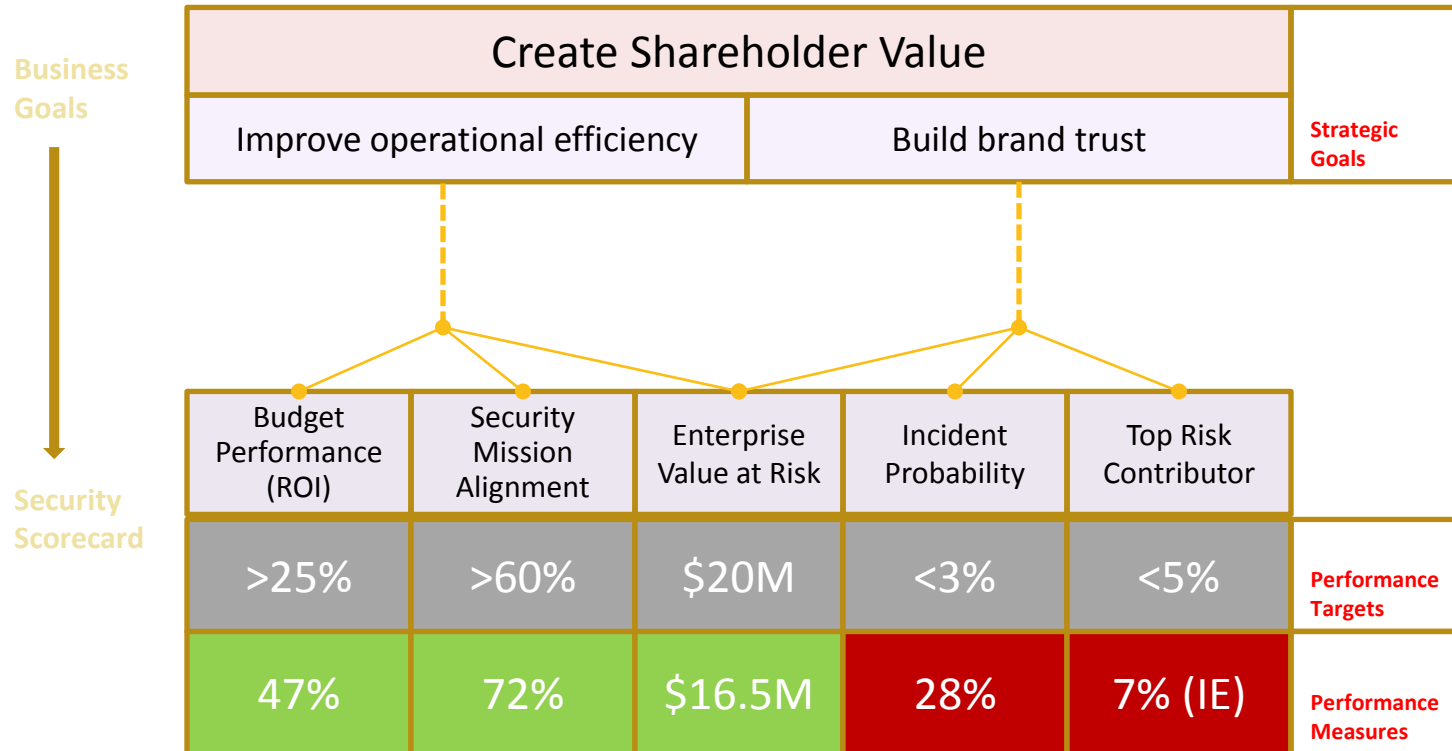 Create Shareholder Value
Business
Goals
Improve operational efficiency
Build brand trust
Strategic
Goals
Budget
Performance
(ROI)
Security
Mission
Alignment
Enterprise
Value at Risk
Incident
Probability
Top Risk
Contributor
Security
Scorecard
>25%
>60%
$20M
<3%
<5%
Performance
Targets
47%
72%
$16.5M
28%
7% (IE)
Performance
Measures